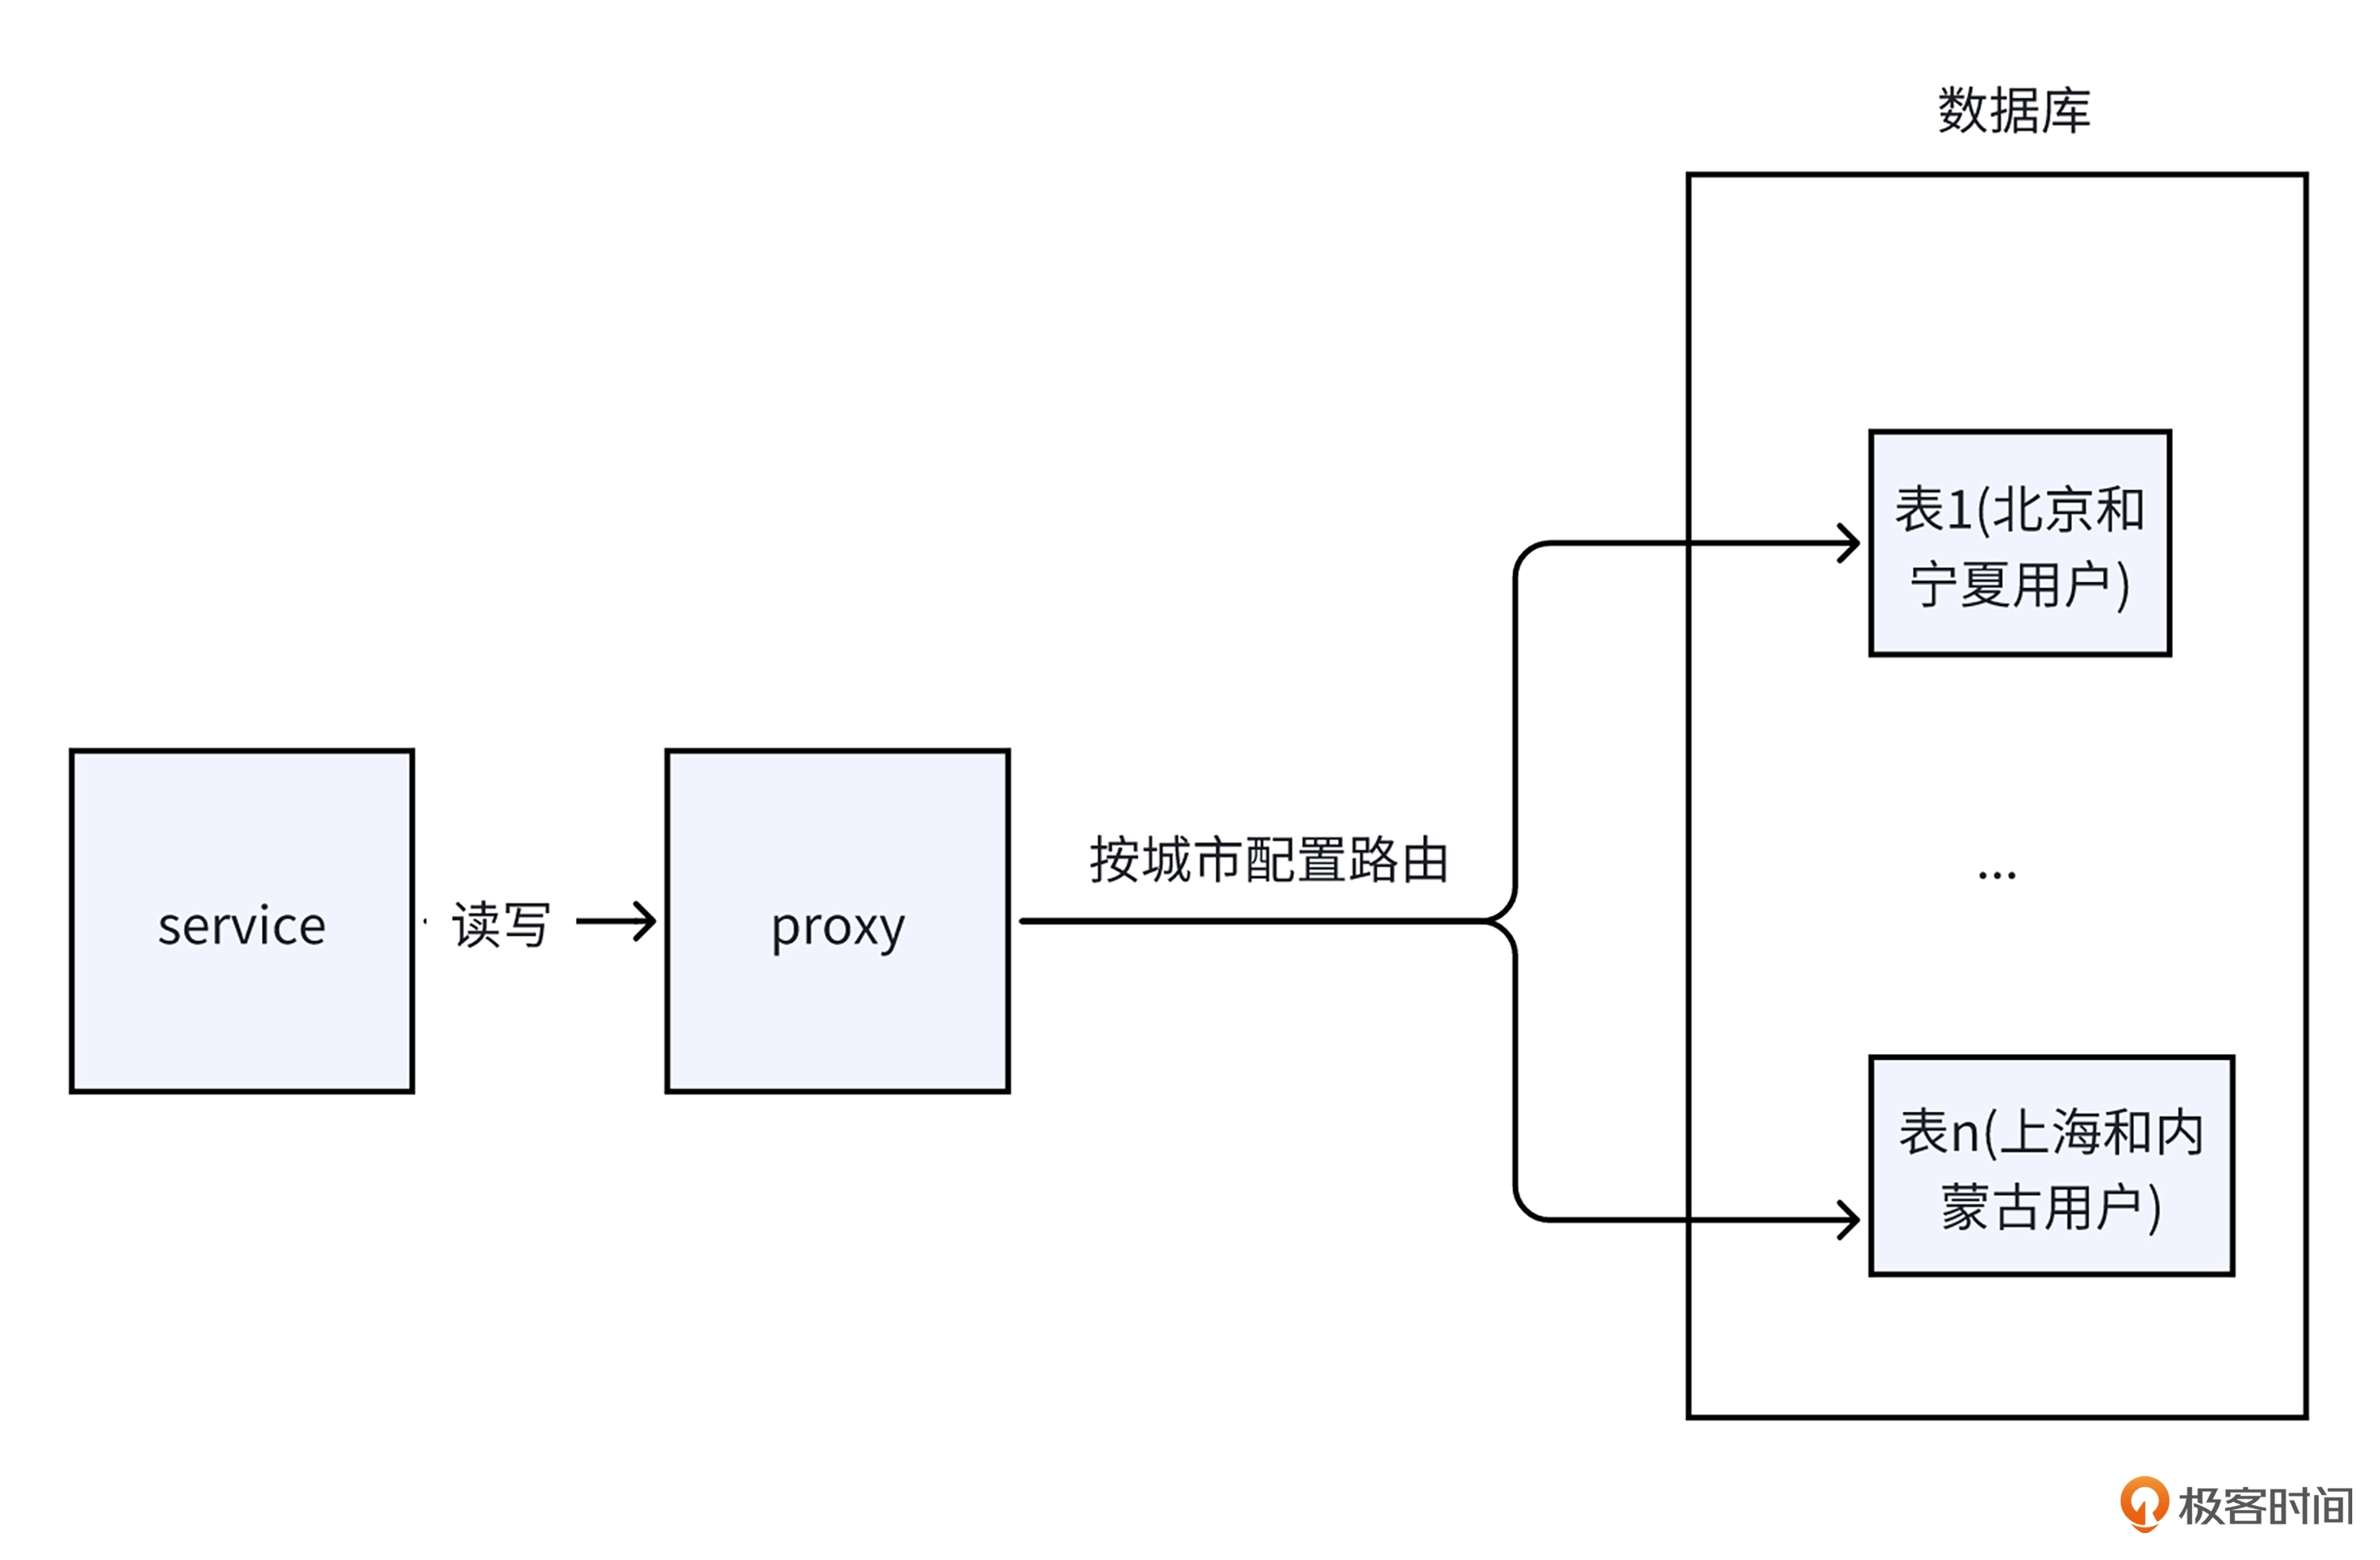 数据库
表1(北京和
宁夏用户)
service
读写
proxy
按城市配置路由
...
表n(上海和内
蒙古用户)
极客时间